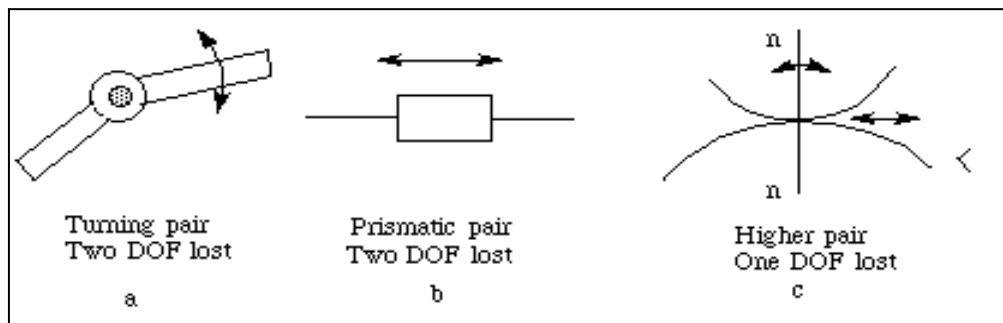 n
n
Turning pair
Two DOF lost
a
Prismatic pair
Two DOF lost
b
Higher pair
One DOF lost
c